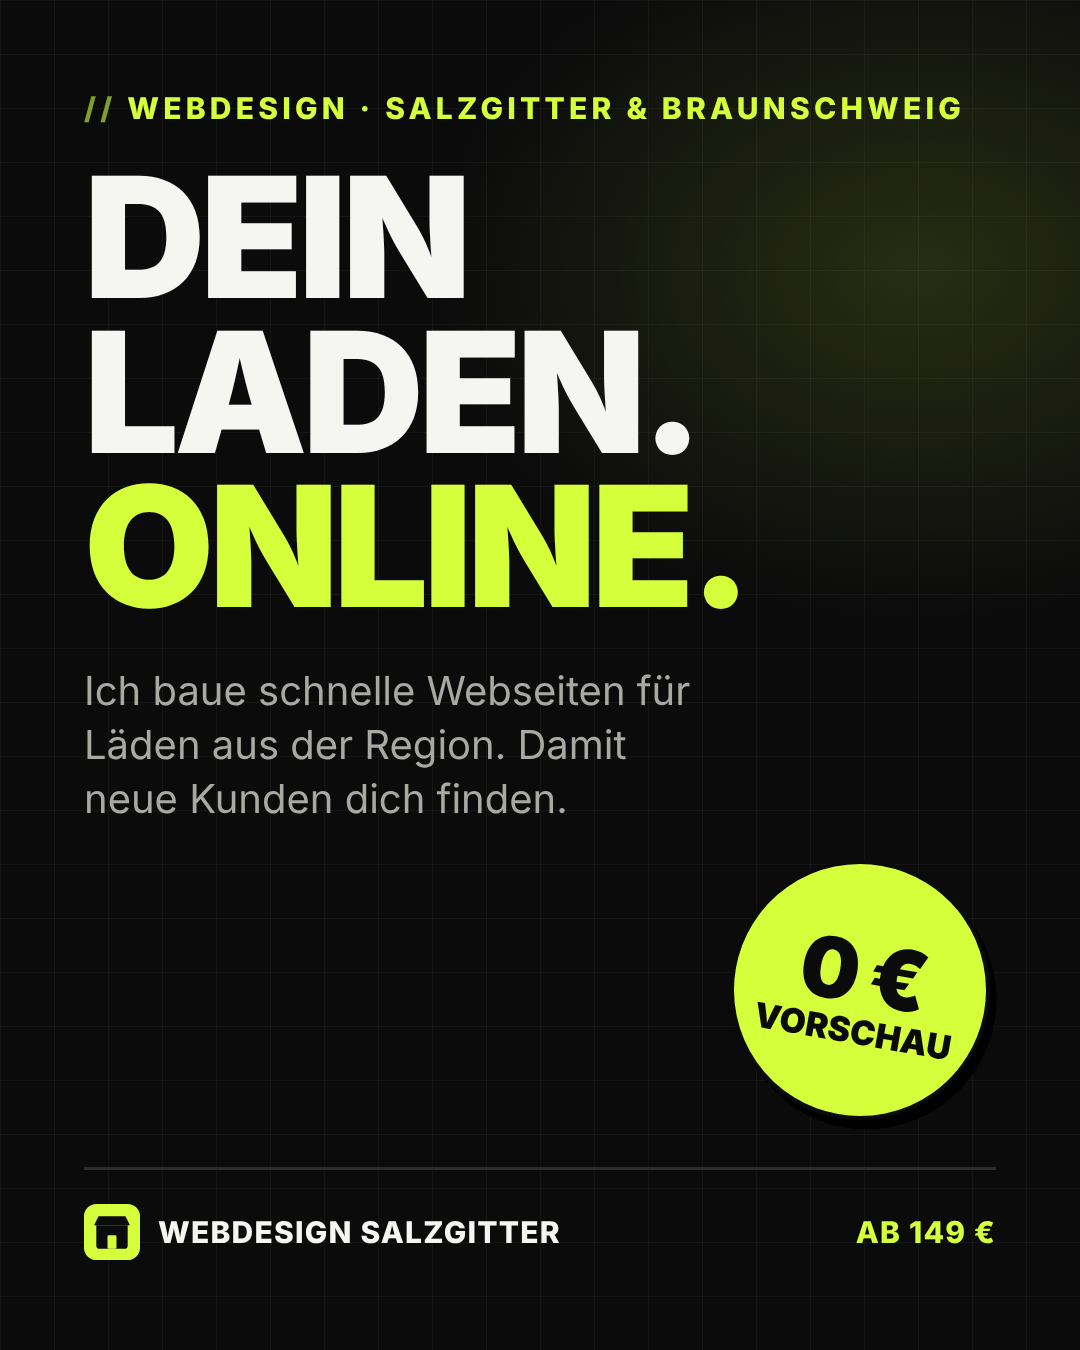 // WEBDESIGN · SALZGITTER & BRAUNSCHWEIG
DEIN
LADEN.
ONLINE.
Ich baue schnelle Webseiten für
Läden aus der Region. Damit
neue Kunden dich finden.
0 €
VORSCHAU
WEBDESIGN SALZGITTER
AB 149 €